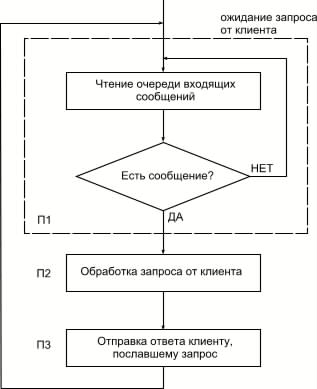 ожидание запроса
от клиента
Чтение очереди входящих
сообщений
Есть сообщение?
НЕТ
ДА
П1
П2
Обработка запроса от клиента
П3
Отправка ответа клиенту,
пославшему запрос